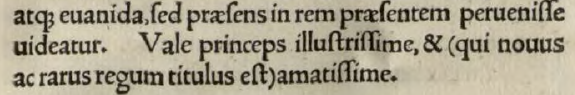 atq; euanida, sed præsens in rem præsentem peruenisse
uideatur. Vale princeps illustrissime, & (qui nouus
ac rarus regum titulus est) amatissime.